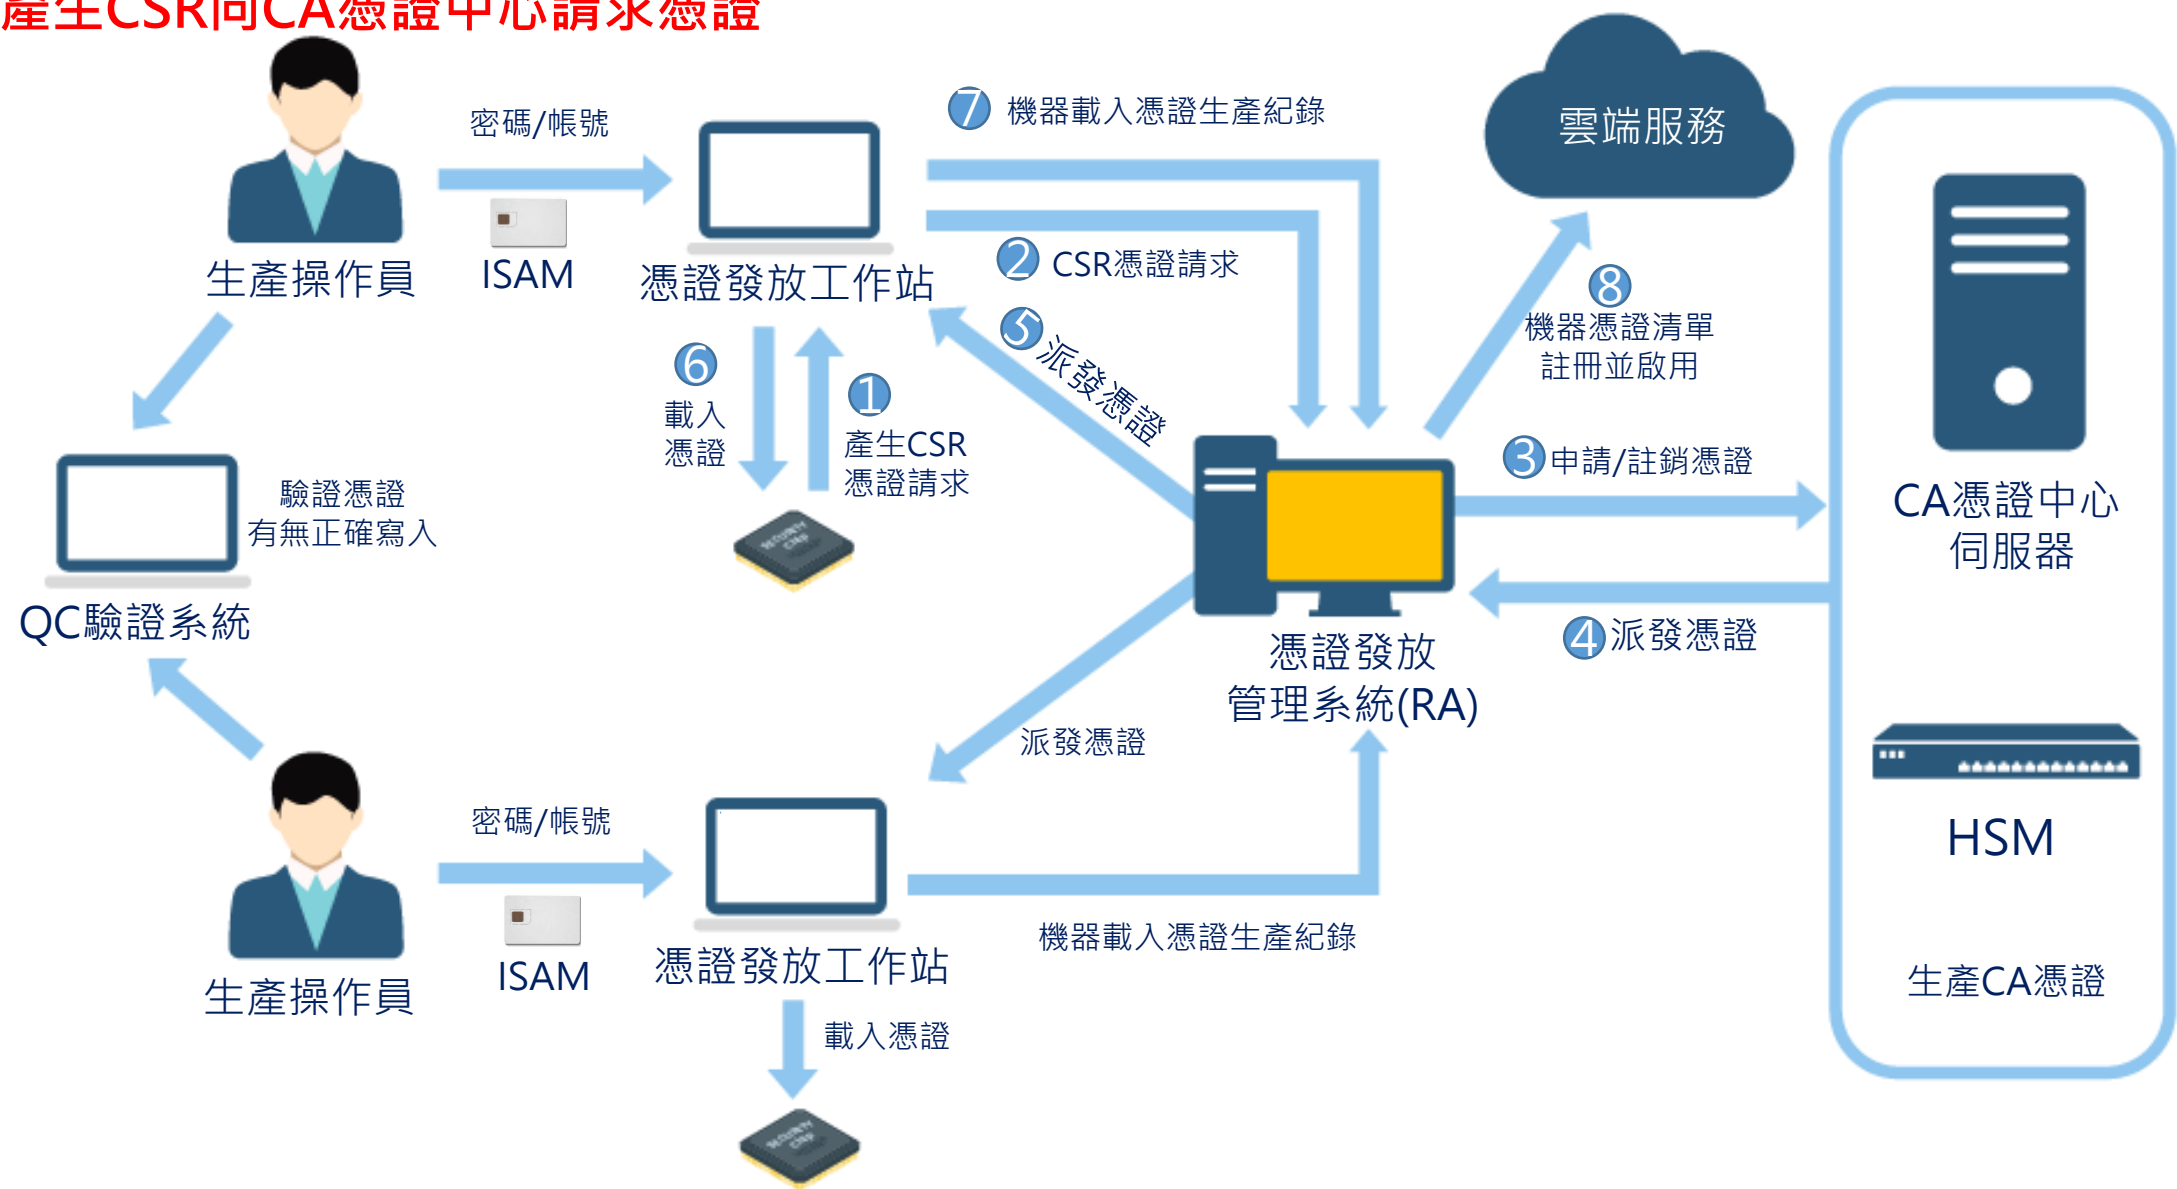 產生CSR向CA憑證中心請求憑證
密碼/帳號
ISAM
生產操作員
憑證發放工作站
7 機器載入憑證生產紀錄
2 CSR憑證請求
5 派發憑證
6
載入
憑證
1
產生CSR
憑證請求
SECURITY
Chip
雲端服務
8
機器憑證清單
註冊並啟用
3 申請/註銷憑證
4 派發憑證
CA憑證中心
伺服器
HSM
生產CA憑證
憑證發放
管理系統(RA)
驗證憑證
有無正確寫入
QC驗證系統
派發憑證
密碼/帳號
ISAM
生產操作員
憑證發放工作站
機器載入憑證生產紀錄
載入憑證
SECURITY
Chip